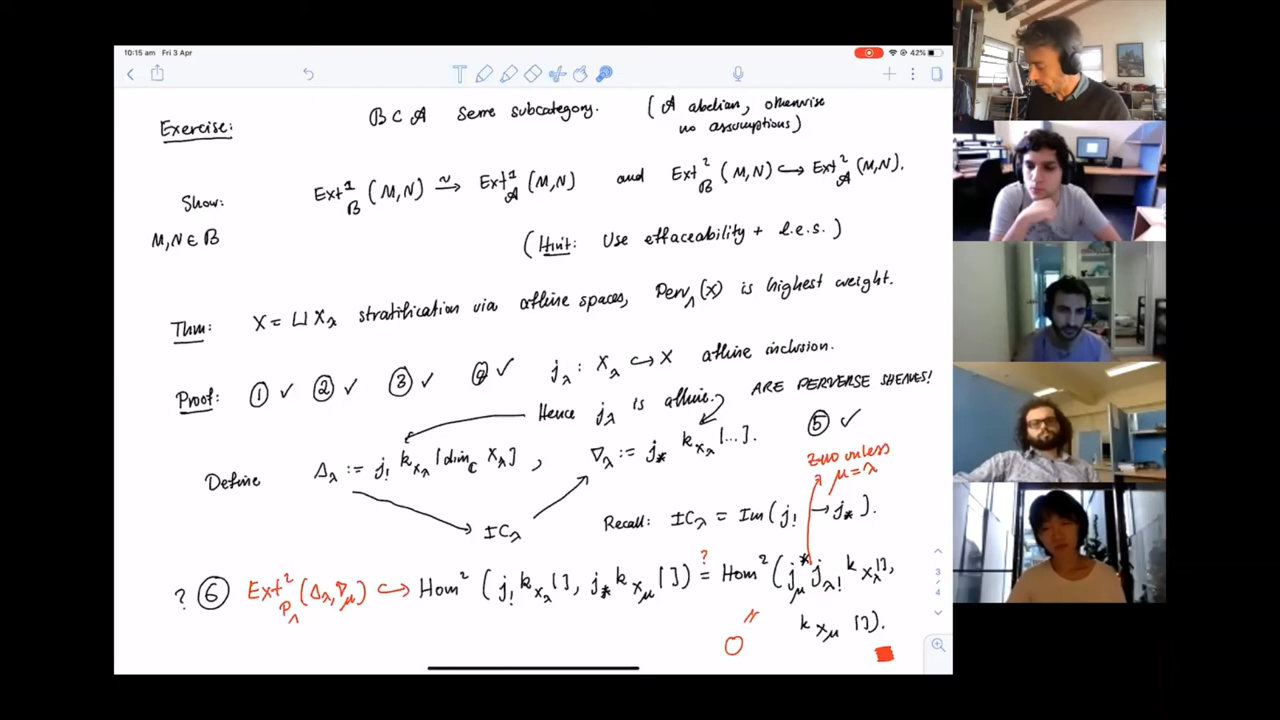 10:15 am Fri 3 Apr
42%
Exercise: B ⊂ A Serre subcategory. (A abelian, otherwise
no assumptions)
Show: Ext¹_B (M,N) →~ Ext¹_A (M,N) and Ext²_B (M,N) ↪ Ext²_A (M,N).
M,N ∈ B
(Hint: Use effaceability + l.e.s.)
Thm: X = ⊔ X_λ stratification via affine spaces, Perv_Λ(X) is highest weight.
Proof: ① ✓ ② ✓ ③ ✓ ④ ✓ j_λ : X_λ ↪ X affine inclusion.
Hence j_λ is affine. ARE PERVERSE SHEAVES!
⑤ ✓
Define Δ_λ := j_! k_{X_λ} [dim_ℂ X_λ] , ∇_λ := j_* k_{X_λ} [...].
Zero unless
μ = λ
IC_λ Recall: IC_λ = Im (j_! → j_*).
? ⑥ Ext²_{P_Λ} (Δ_λ, ∇_μ) ↪ Hom² (j_! k_{X_λ} [], j_* k_{X_μ} []) =? Hom² (j_μ^* j_{λ!} k_{X_λ} [],
k_{X_μ} []).
= 0
3 / 4